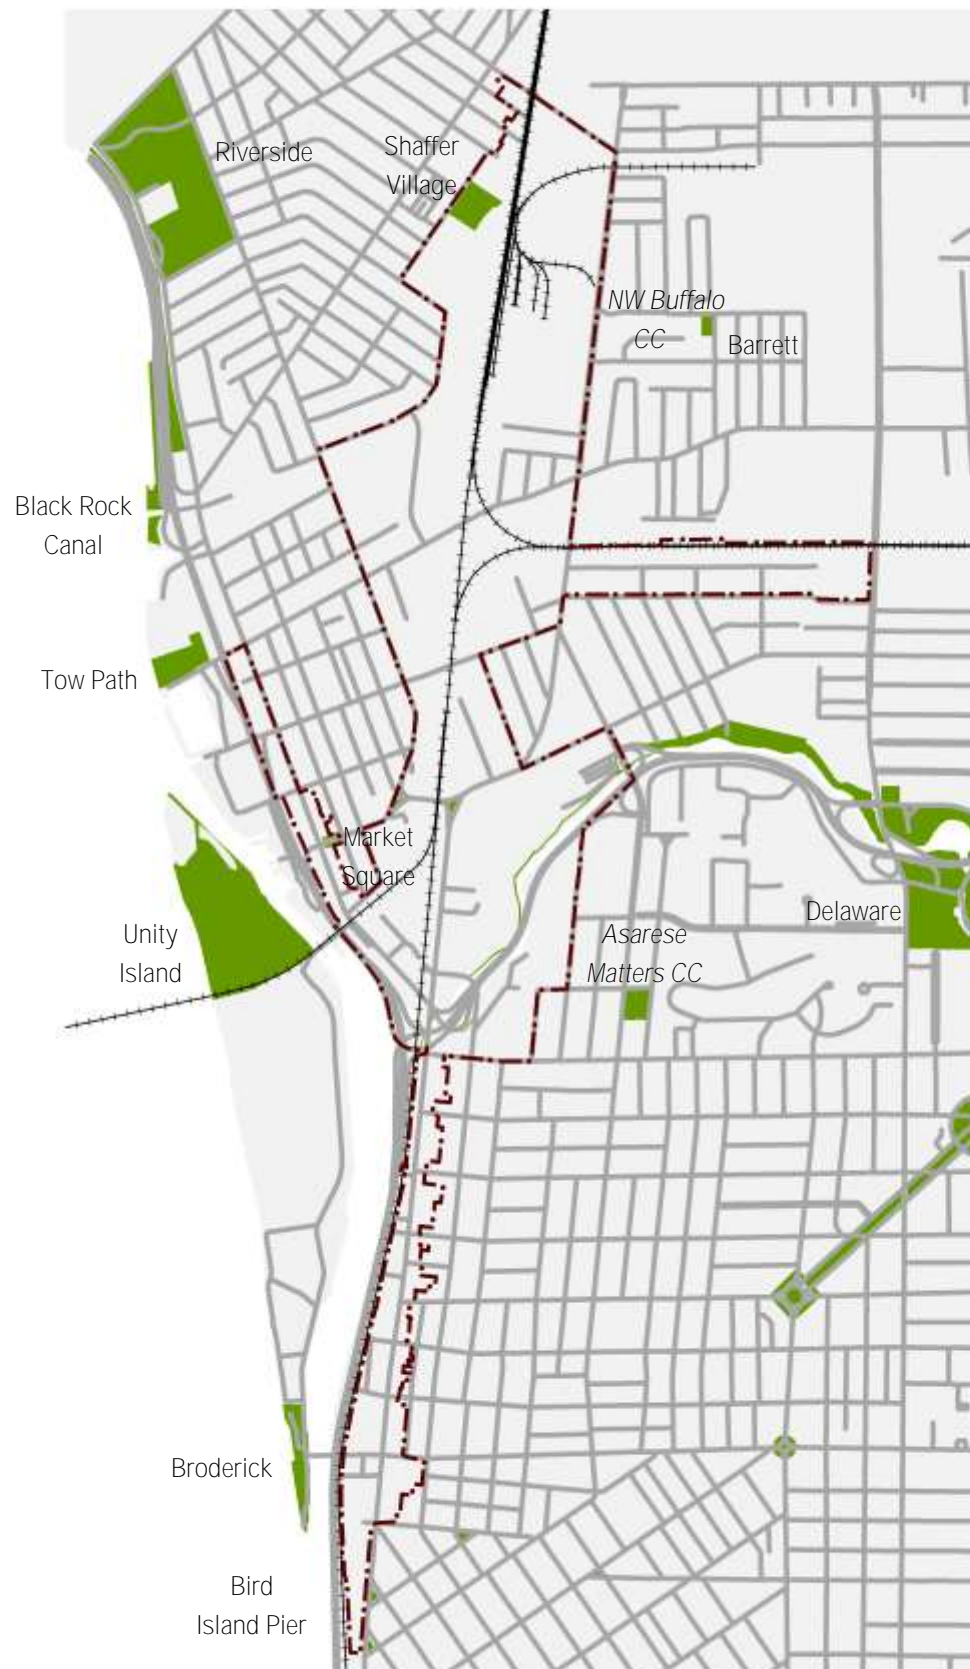 Riverside
Shaffer
Village
NW Buffalo
CC
Barrett
Black Rock
Canal
Tow Path
Market
Square
Unity
Island
Delaware
Asarese
Matters CC
Broderick
Bird
Island Pier